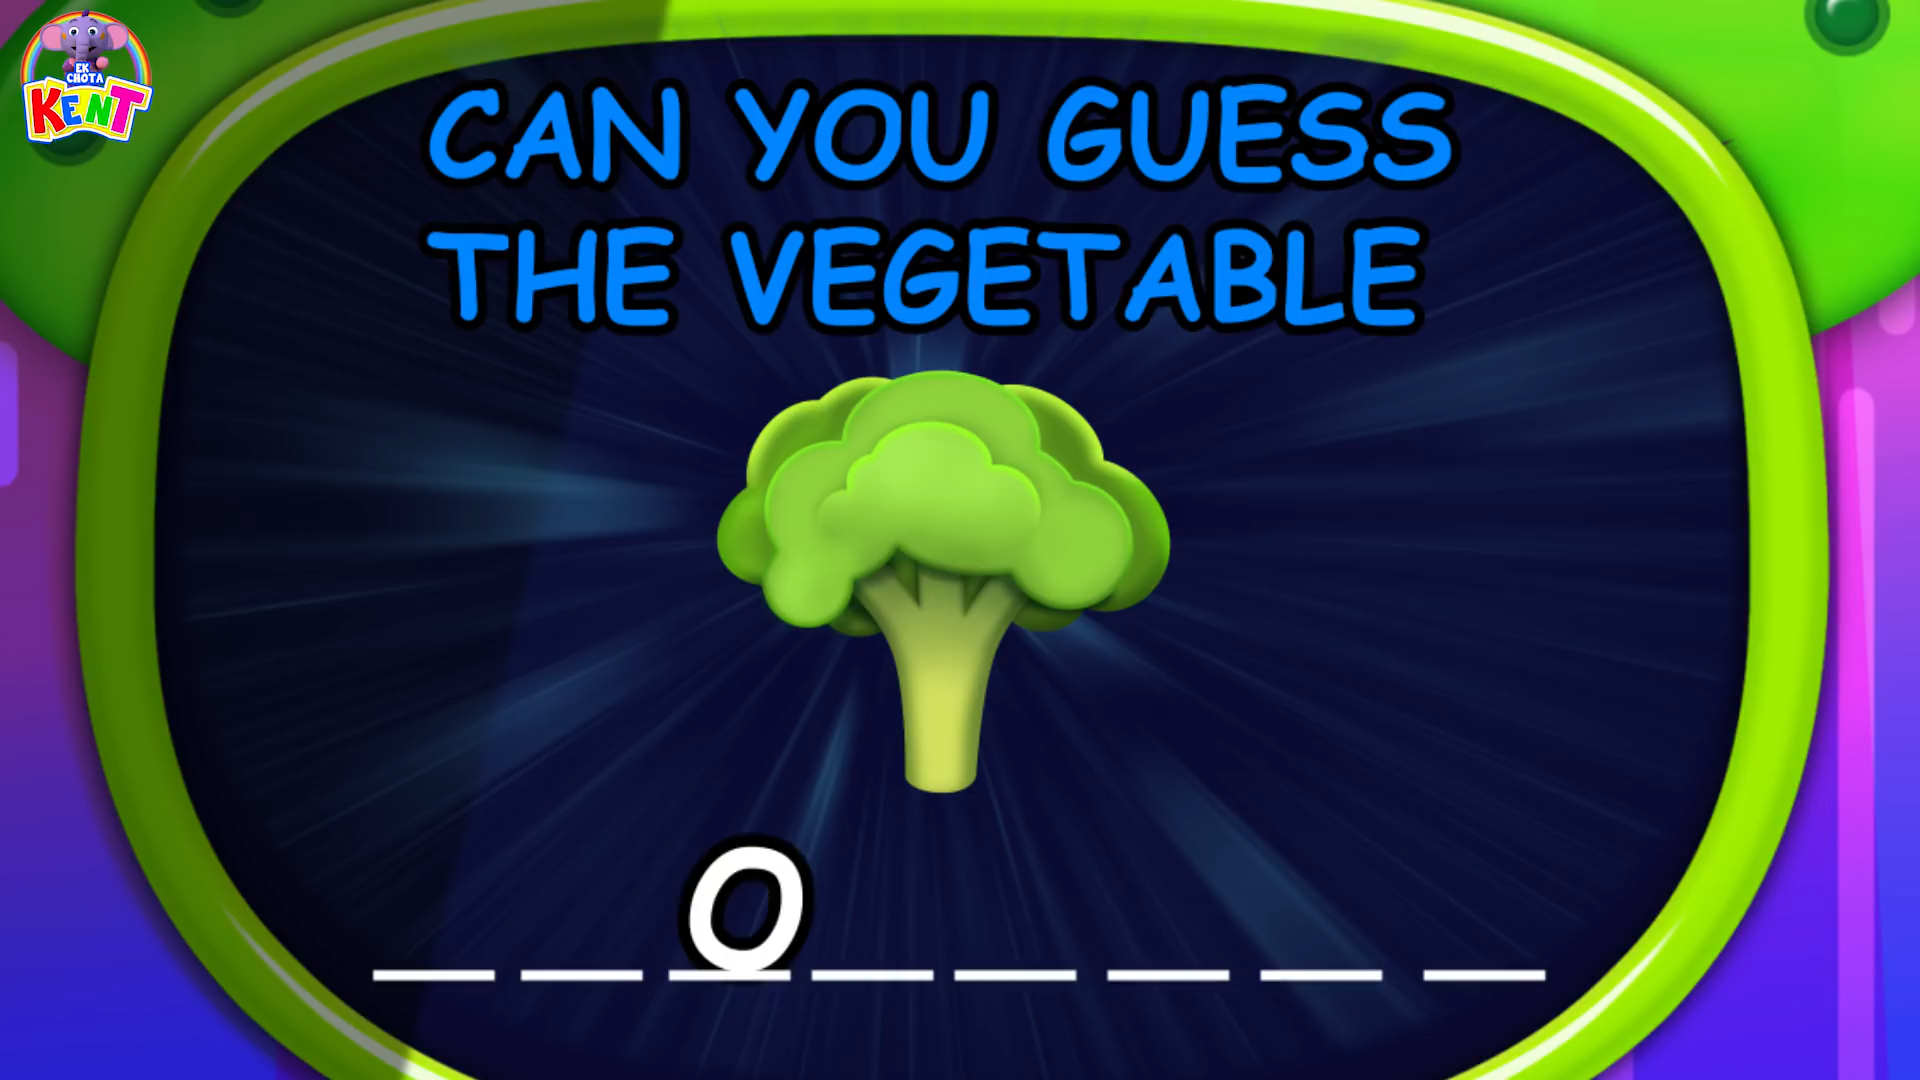 EK
CHOTA
KENT
CAN YOU GUESS
THE VEGETABLE
O